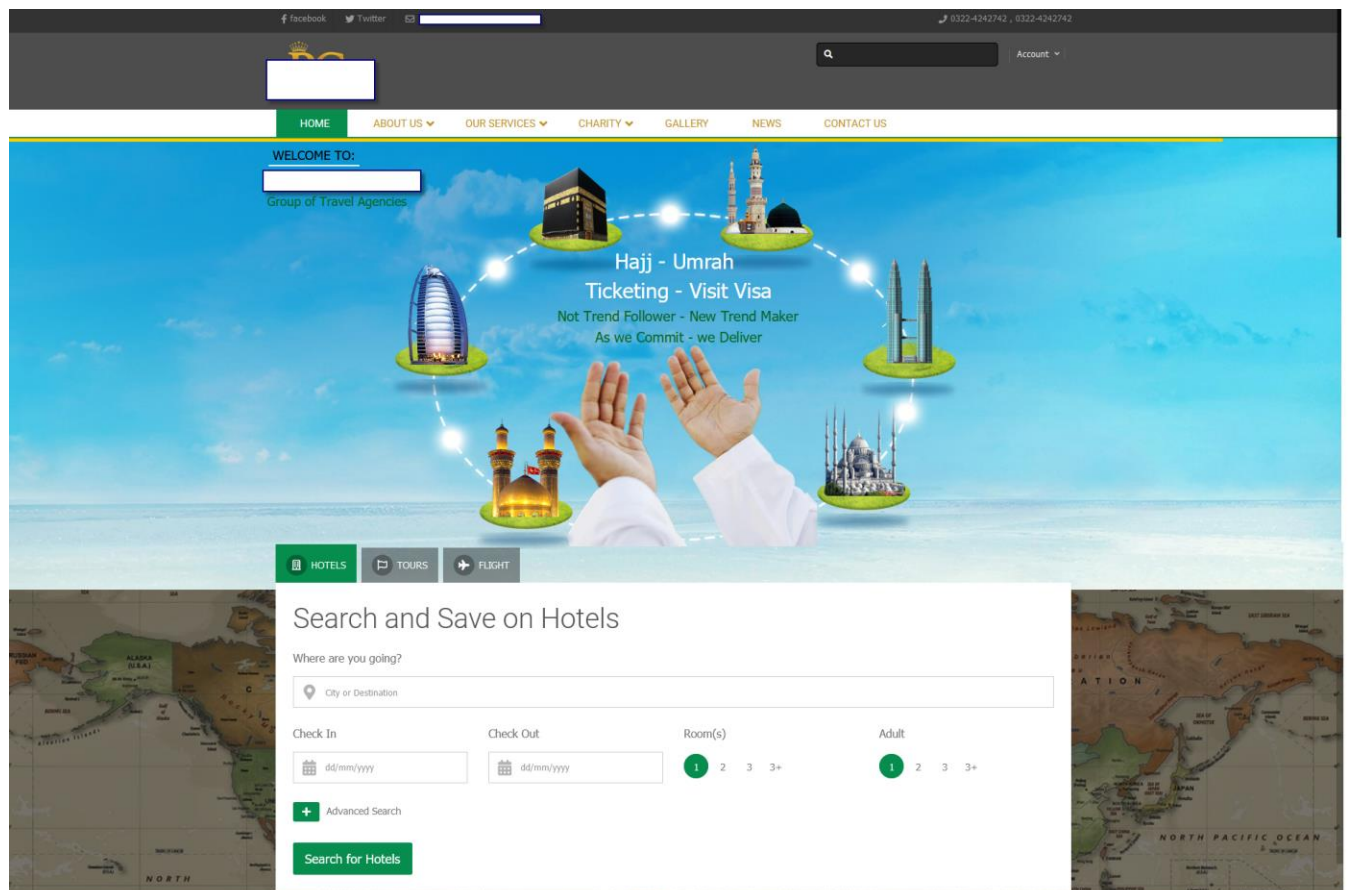 facebook Twitter 0322-4242742 , 0322-4242742
Account
HOME ABOUT US OUR SERVICES CHARITY GALLERY NEWS CONTACT US
WELCOME TO:
Group of Travel Agencies
Hajj - Umrah
Ticketing - Visit Visa
Not Trend Follower - New Trend Maker
As we Commit - we Deliver
HOTELS TOURS FLIGHT
Search and Save on Hotels
Where are you going?
City or Destination
Check In Check Out Room(s) Adult
dd/mm/yyyy dd/mm/yyyy 1 2 3 3+ 1 2 3 3+
Advanced Search
Search for Hotels
ALASKA
(U.S.A.)
JAPAN
NORTH PACIFIC OCEAN
NORTH